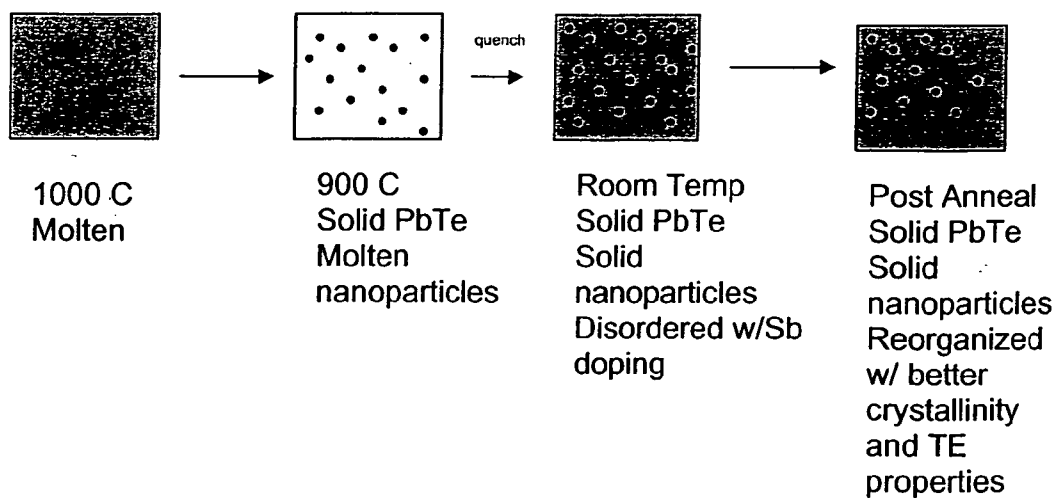 quench
1000 C
Molten
900 C
Solid PbTe
Molten
nanoparticles
Room Temp
Solid PbTe
Solid
nanoparticles
Disordered w/Sb
doping
Post Anneal
Solid PbTe
Solid
nanoparticles
Reorganized
w/ better
crystallinity
and TE
properties